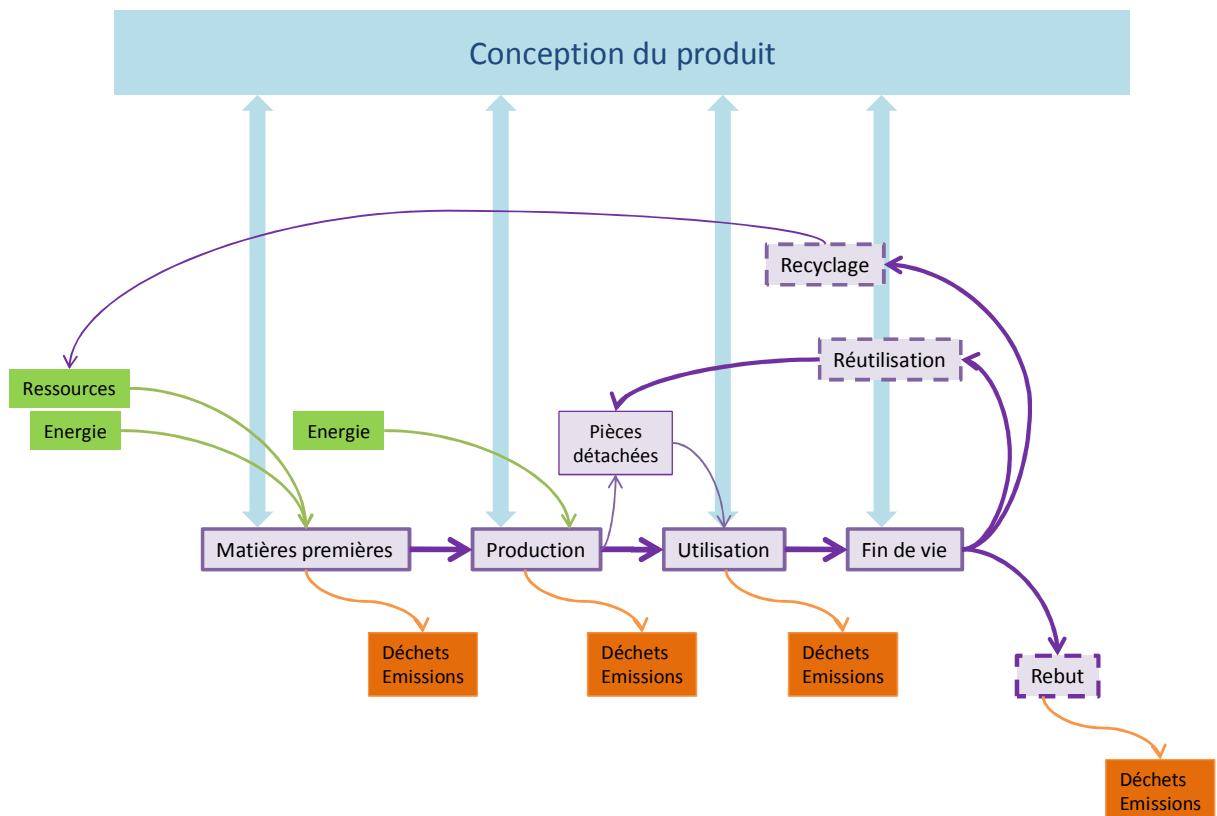 Conception du produit
Recyclage
Réutilisation
Ressources
Energie
Energie
Pièces
détachées
Matières premières
Production
Utilisation
Fin de vie
Déchets
Emissions
Déchets
Emissions
Déchets
Emissions
Rebut
Déchets
Emissions